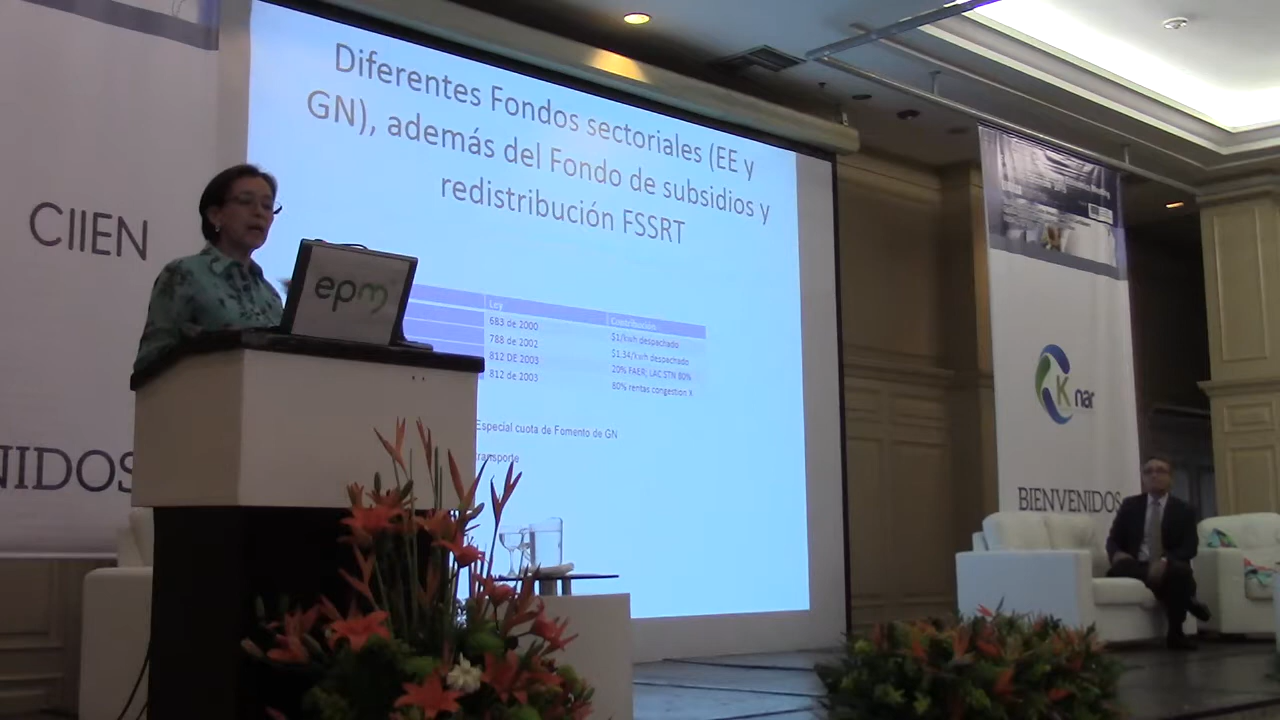 Diferentes Fondos sectoriales (EE y
GN), además del Fondo de subsidios y
redistribución FSSRT
CIIEN
epm
Ley
Contribución
683 de 2000
$1/kwh despachado
788 de 2002
$1.34/kwh despachado
812 DE 2003
20% FAER; LAC STN 80%
812 de 2003
80% rentas congestion X
Especial cuota de Fomento de GN
transporte
NIDOS
K nar
BIENVENIDOS